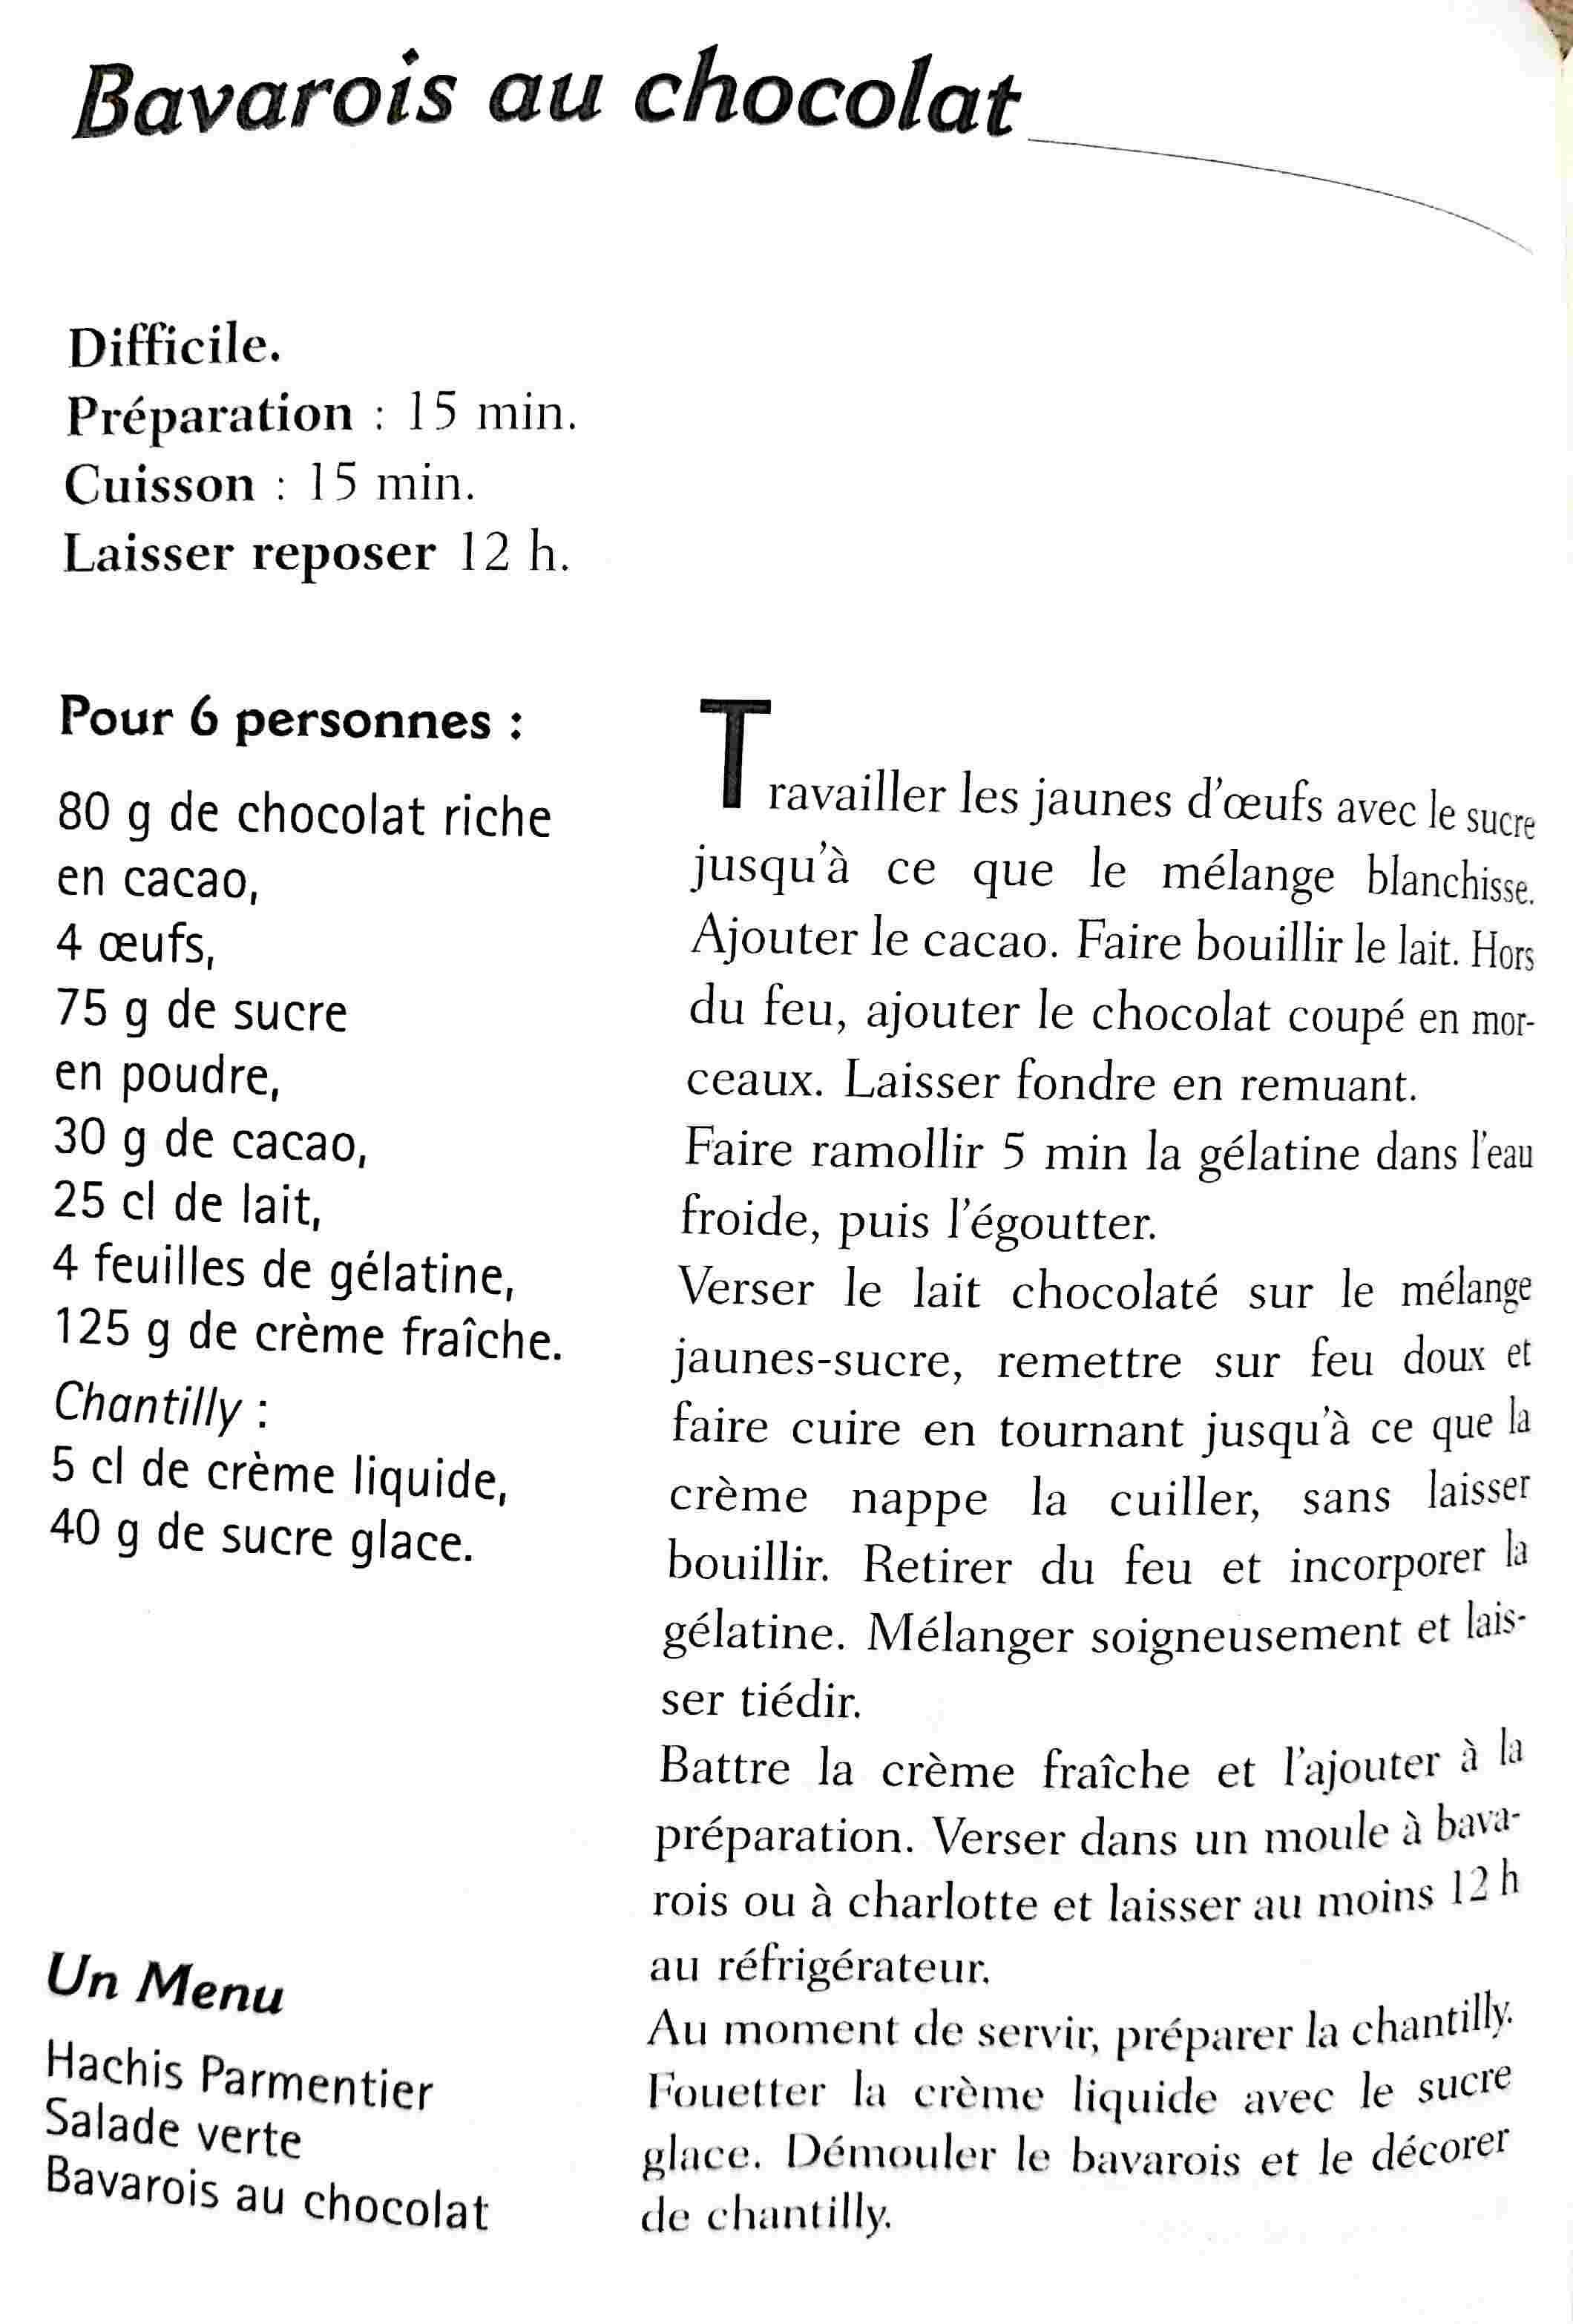 Bavarois au chocolat
Difficile.
Préparation : 15 min.
Cuisson : 15 min.
Laisser reposer 12 h.
Pour 6 personnes :
80 g de chocolat riche
en cacao,
4 œufs,
75 g de sucre
en poudre,
30 g de cacao,
25 cl de lait,
4 feuilles de gélatine,
125 g de crème fraîche.
Chantilly :
5 cl de crème liquide,
40 g de sucre glace.
Un Menu
Hachis Parmentier
Salade verte
Bavarois au chocolat
Travailler les jaunes d'œufs avec le sucre
jusqu'à ce que le mélange blanchisse.
Ajouter le cacao. Faire bouillir le lait. Hors
du feu, ajouter le chocolat coupé en mor-
ceaux. Laisser fondre en remuant.
Faire ramollir 5 min la gélatine dans l'eau
froide, puis l'égoutter.
Verser le lait chocolaté sur le mélange
jaunes-sucre, remettre sur feu doux et
faire cuire en tournant jusqu'à ce que la
crème nappe la cuiller, sans laisser
bouillir. Retirer du feu et incorporer la
gélatine. Mélanger soigneusement et lais-
ser tiédir.
Battre la crème fraîche et l'ajouter à la
préparation. Verser dans un moule à bava-
rois ou à charlotte et laisser au moins 12 h
au réfrigérateur.
Au moment de servir, préparer la chantilly.
Fouetter la crème liquide avec le sucre
glace. Démouler le bavarois et le décorer
de chantilly.